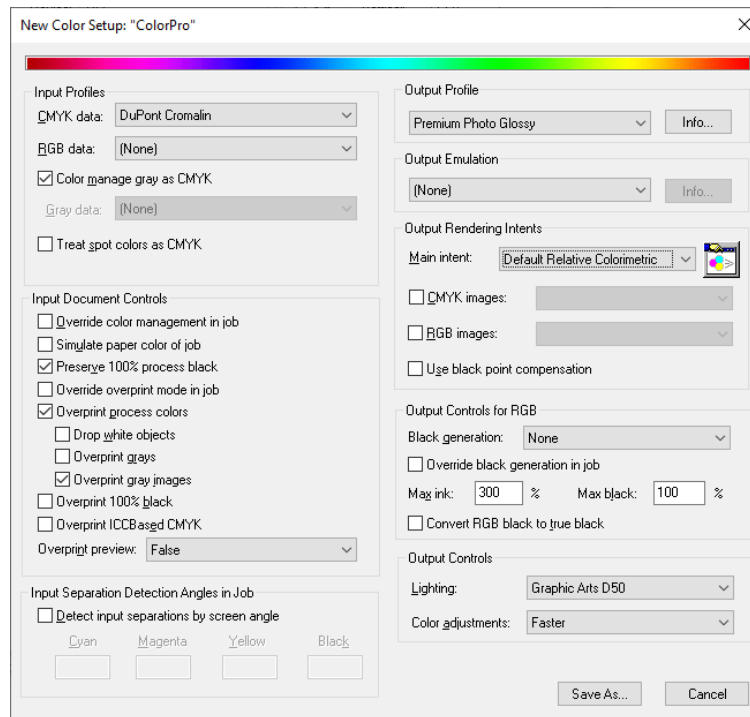 New Color Setup: "ColorPro"
Input Profiles
CMYK data: DuPont Cromalin
RGB data: (None)
Color manage gray as CMYK
Gray data: (None)
Treat spot colors as CMYK
Input Document Controls
Override color management in job
Simulate paper color of job
Preserve 100% process black
Override overprint mode in job
Overprint process colors
Drop white objects
Overprint grays
Overprint gray images
Overprint 100% black
Overprint ICCBased CMYK
Overprint preview: False
Input Separation Detection Angles in Job
Detect input separations by screen angle
Cyan Magenta Yellow Black
Output Profile
Premium Photo Glossy Info...
Output Emulation
(None) Info...
Output Rendering Intents
Main intent: Default Relative Colorimetric
CMYK images:
RGB images:
Use black point compensation
Output Controls for RGB
Black generation: None
Override black generation in job
Max ink: 300 % Max black: 100 %
Convert RGB black to true black
Output Controls
Lighting: Graphic Arts D50
Color adjustments: Faster
Save As... Cancel